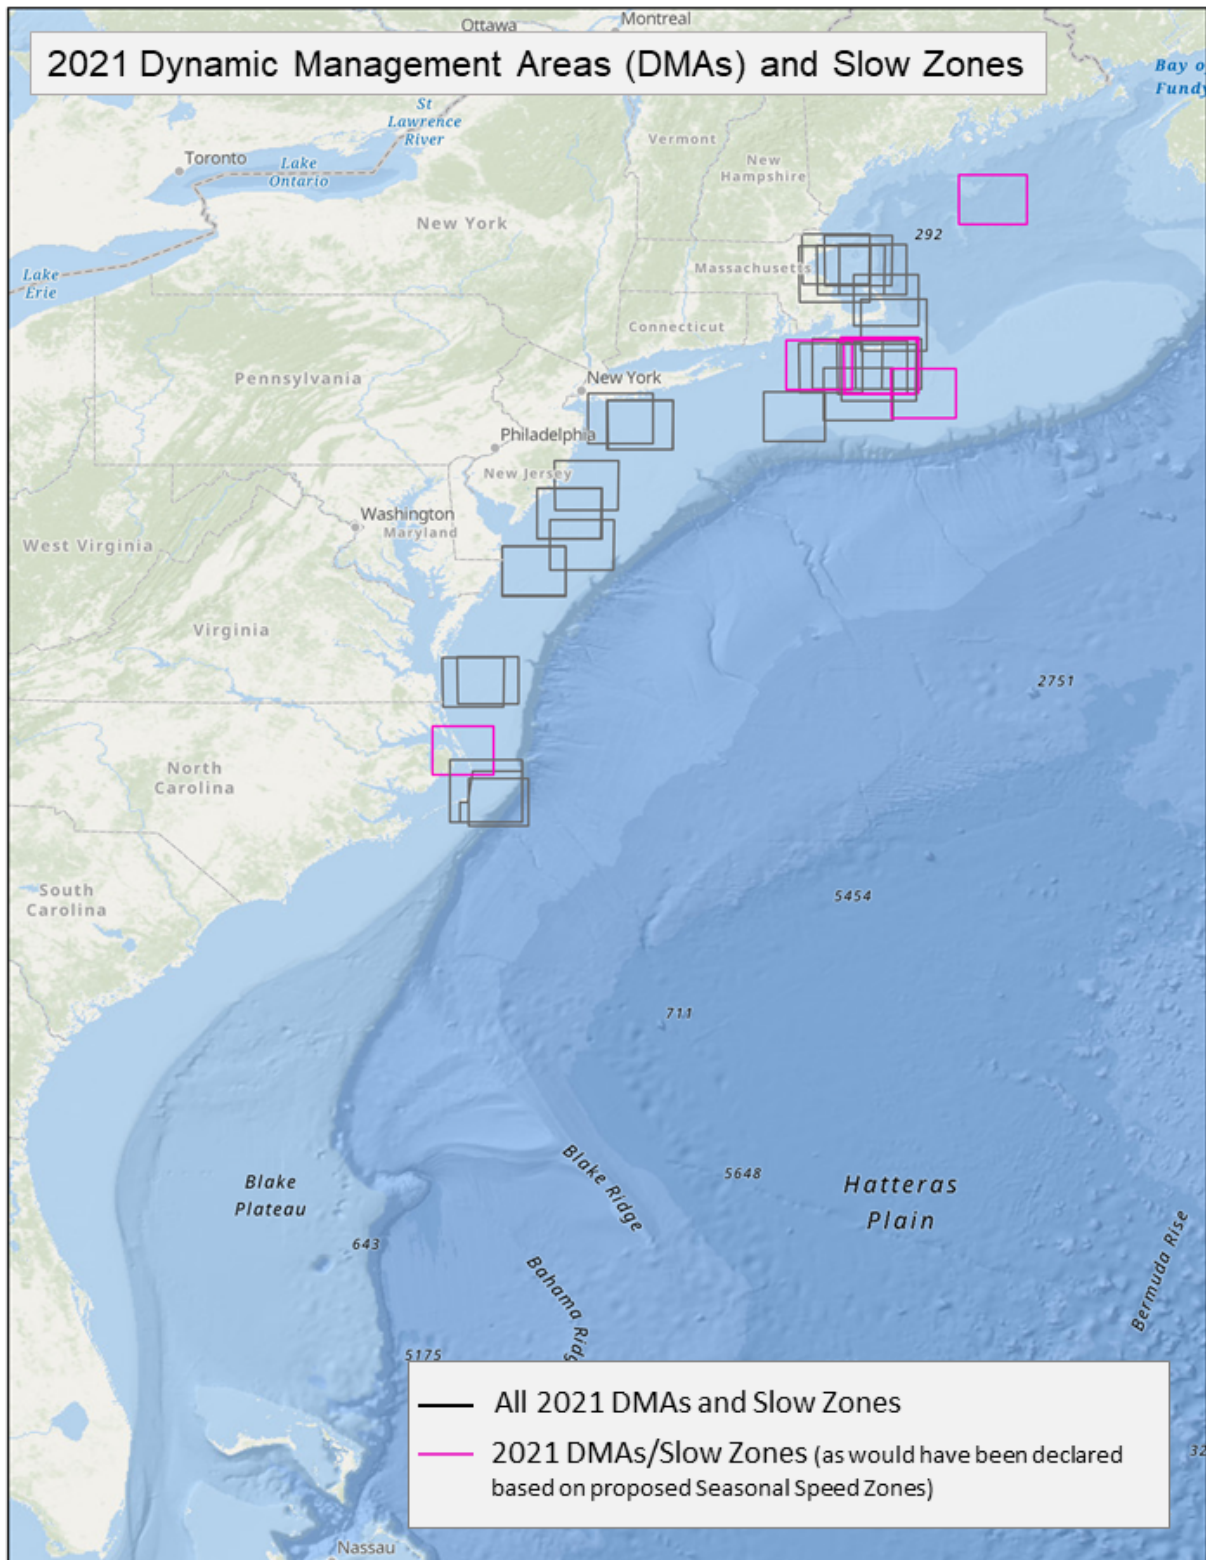 Ottawa
Montreal
2021 Dynamic Management Areas (DMAs) and Slow Zones
Bay o
Fundy
St
Lawrence
River
Vermont
Toronto
Lake
Ontario
New
Hampshire
New York
292
Lake
Erie
Massachusetts
Connecticut
Pennsylvania
New York
Philadelphia
New Jersey
Washington
Maryland
West Virginia
Virginia
2751
North
Carolina
South
Carolina
5454
711
Blake
Plateau
Blake Ridge
5648
Hatteras
Plain
643
Bahama Ridg
Bermuda Rise
5175
All 2021 DMAs and Slow Zones
2021 DMAs/Slow Zones (as would have been declared
based on proposed Seasonal Speed Zones)
32
Nassau